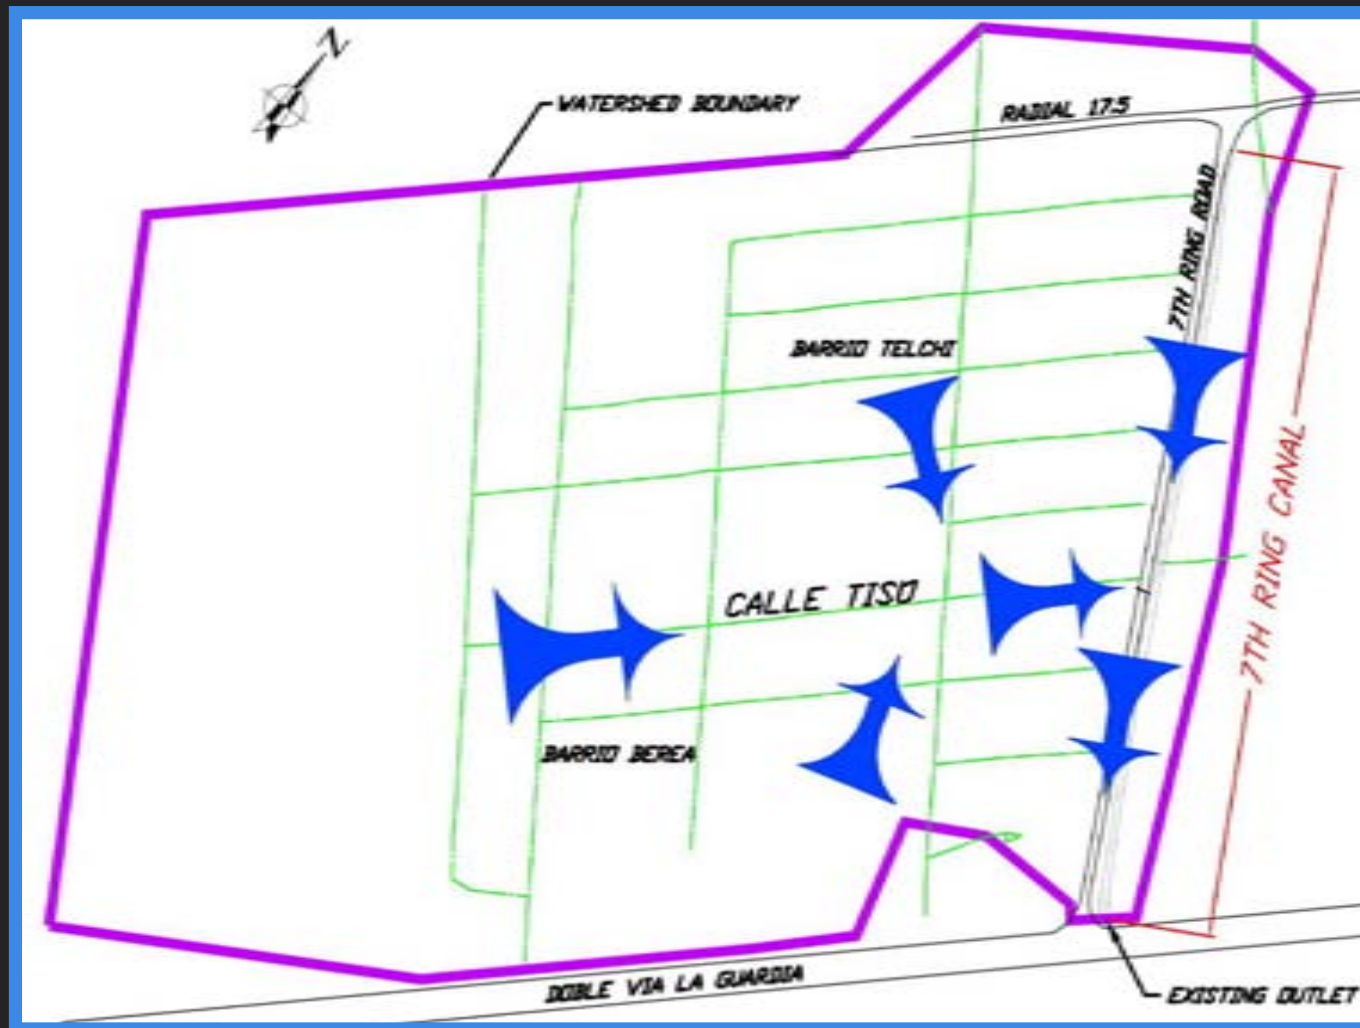 N
WATERSHED BOUNDARY
RADIAL 17.5
7TH RING ROAD
BARRIO TELCHI
7TH RING CANAL
CALLE TISO
BARRIO BEREA
DOBLE VIA LA GUARDIA
EXISTING OUTLET